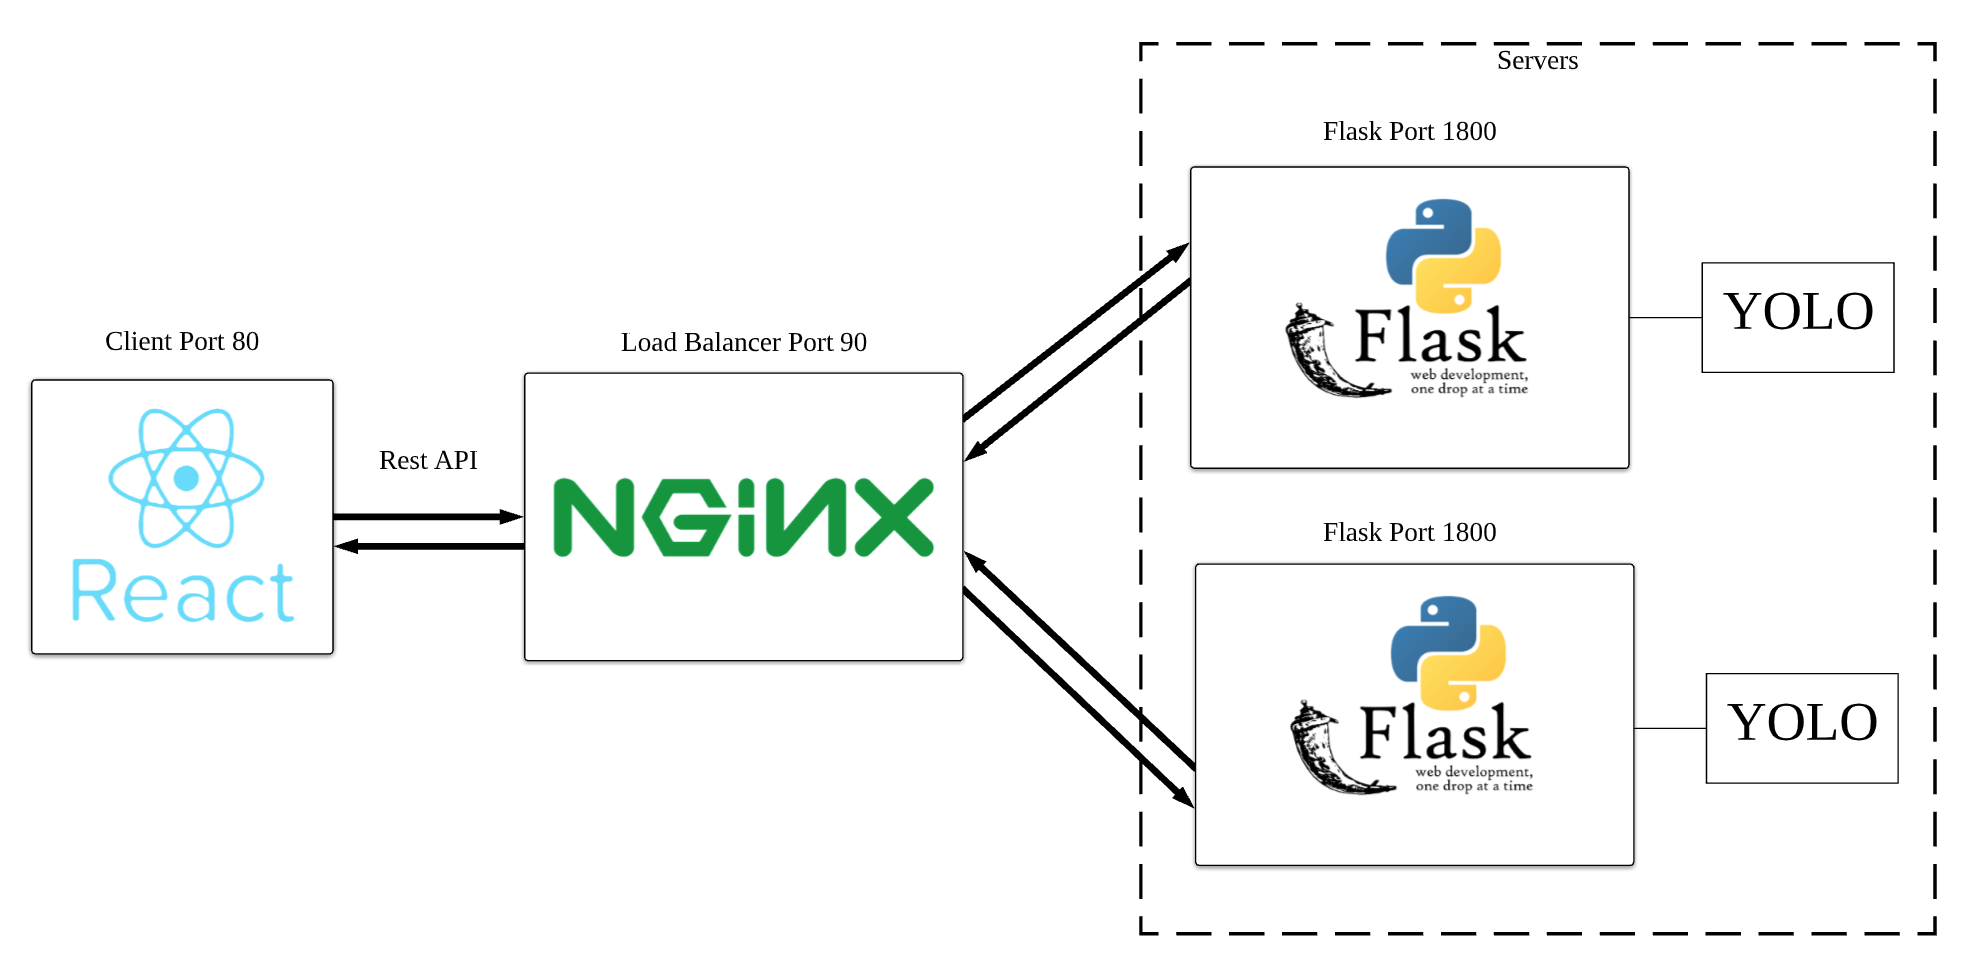 Servers
Flask Port 1800
Flask
web development,
one drop at a time
YOLO
Client Port 80
React
Rest API
Load Balancer Port 90
NGiNX
Flask Port 1800
Flask
web development,
one drop at a time
YOLO